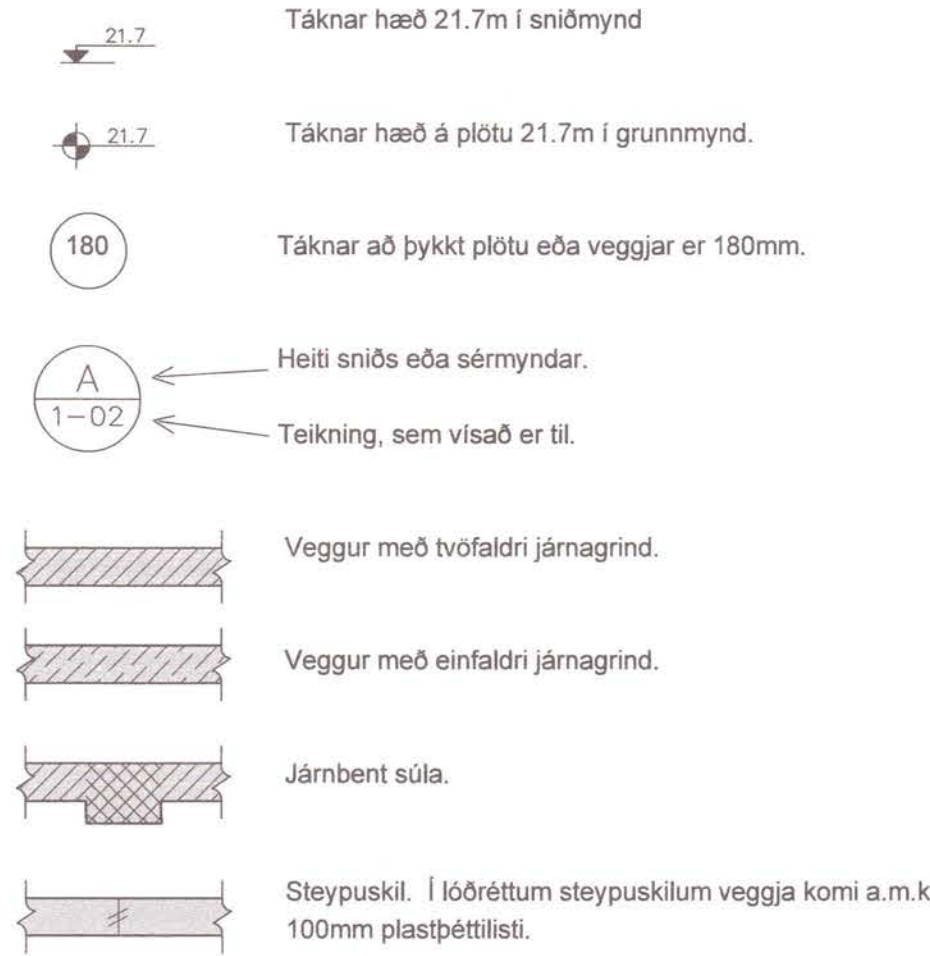 21.7 Táknar hæð 21.7m í sniðmynd
21.7 Táknar hæð á plötu 21.7m í grunnmynd.
180 Táknar að þykkt plötu eða veggjar er 180mm.
A Heiti sniðs eða sérmyndar.
1-02 Teikning, sem vísað er til.
Veggur með tvöfaldri járnagrind.
Veggur með einfaldri járnagrind.
Járnbent súla.
Steypuskil. Í lóðréttum steypuskilum veggja komi a.m.k
100mm plastþéttilisti.